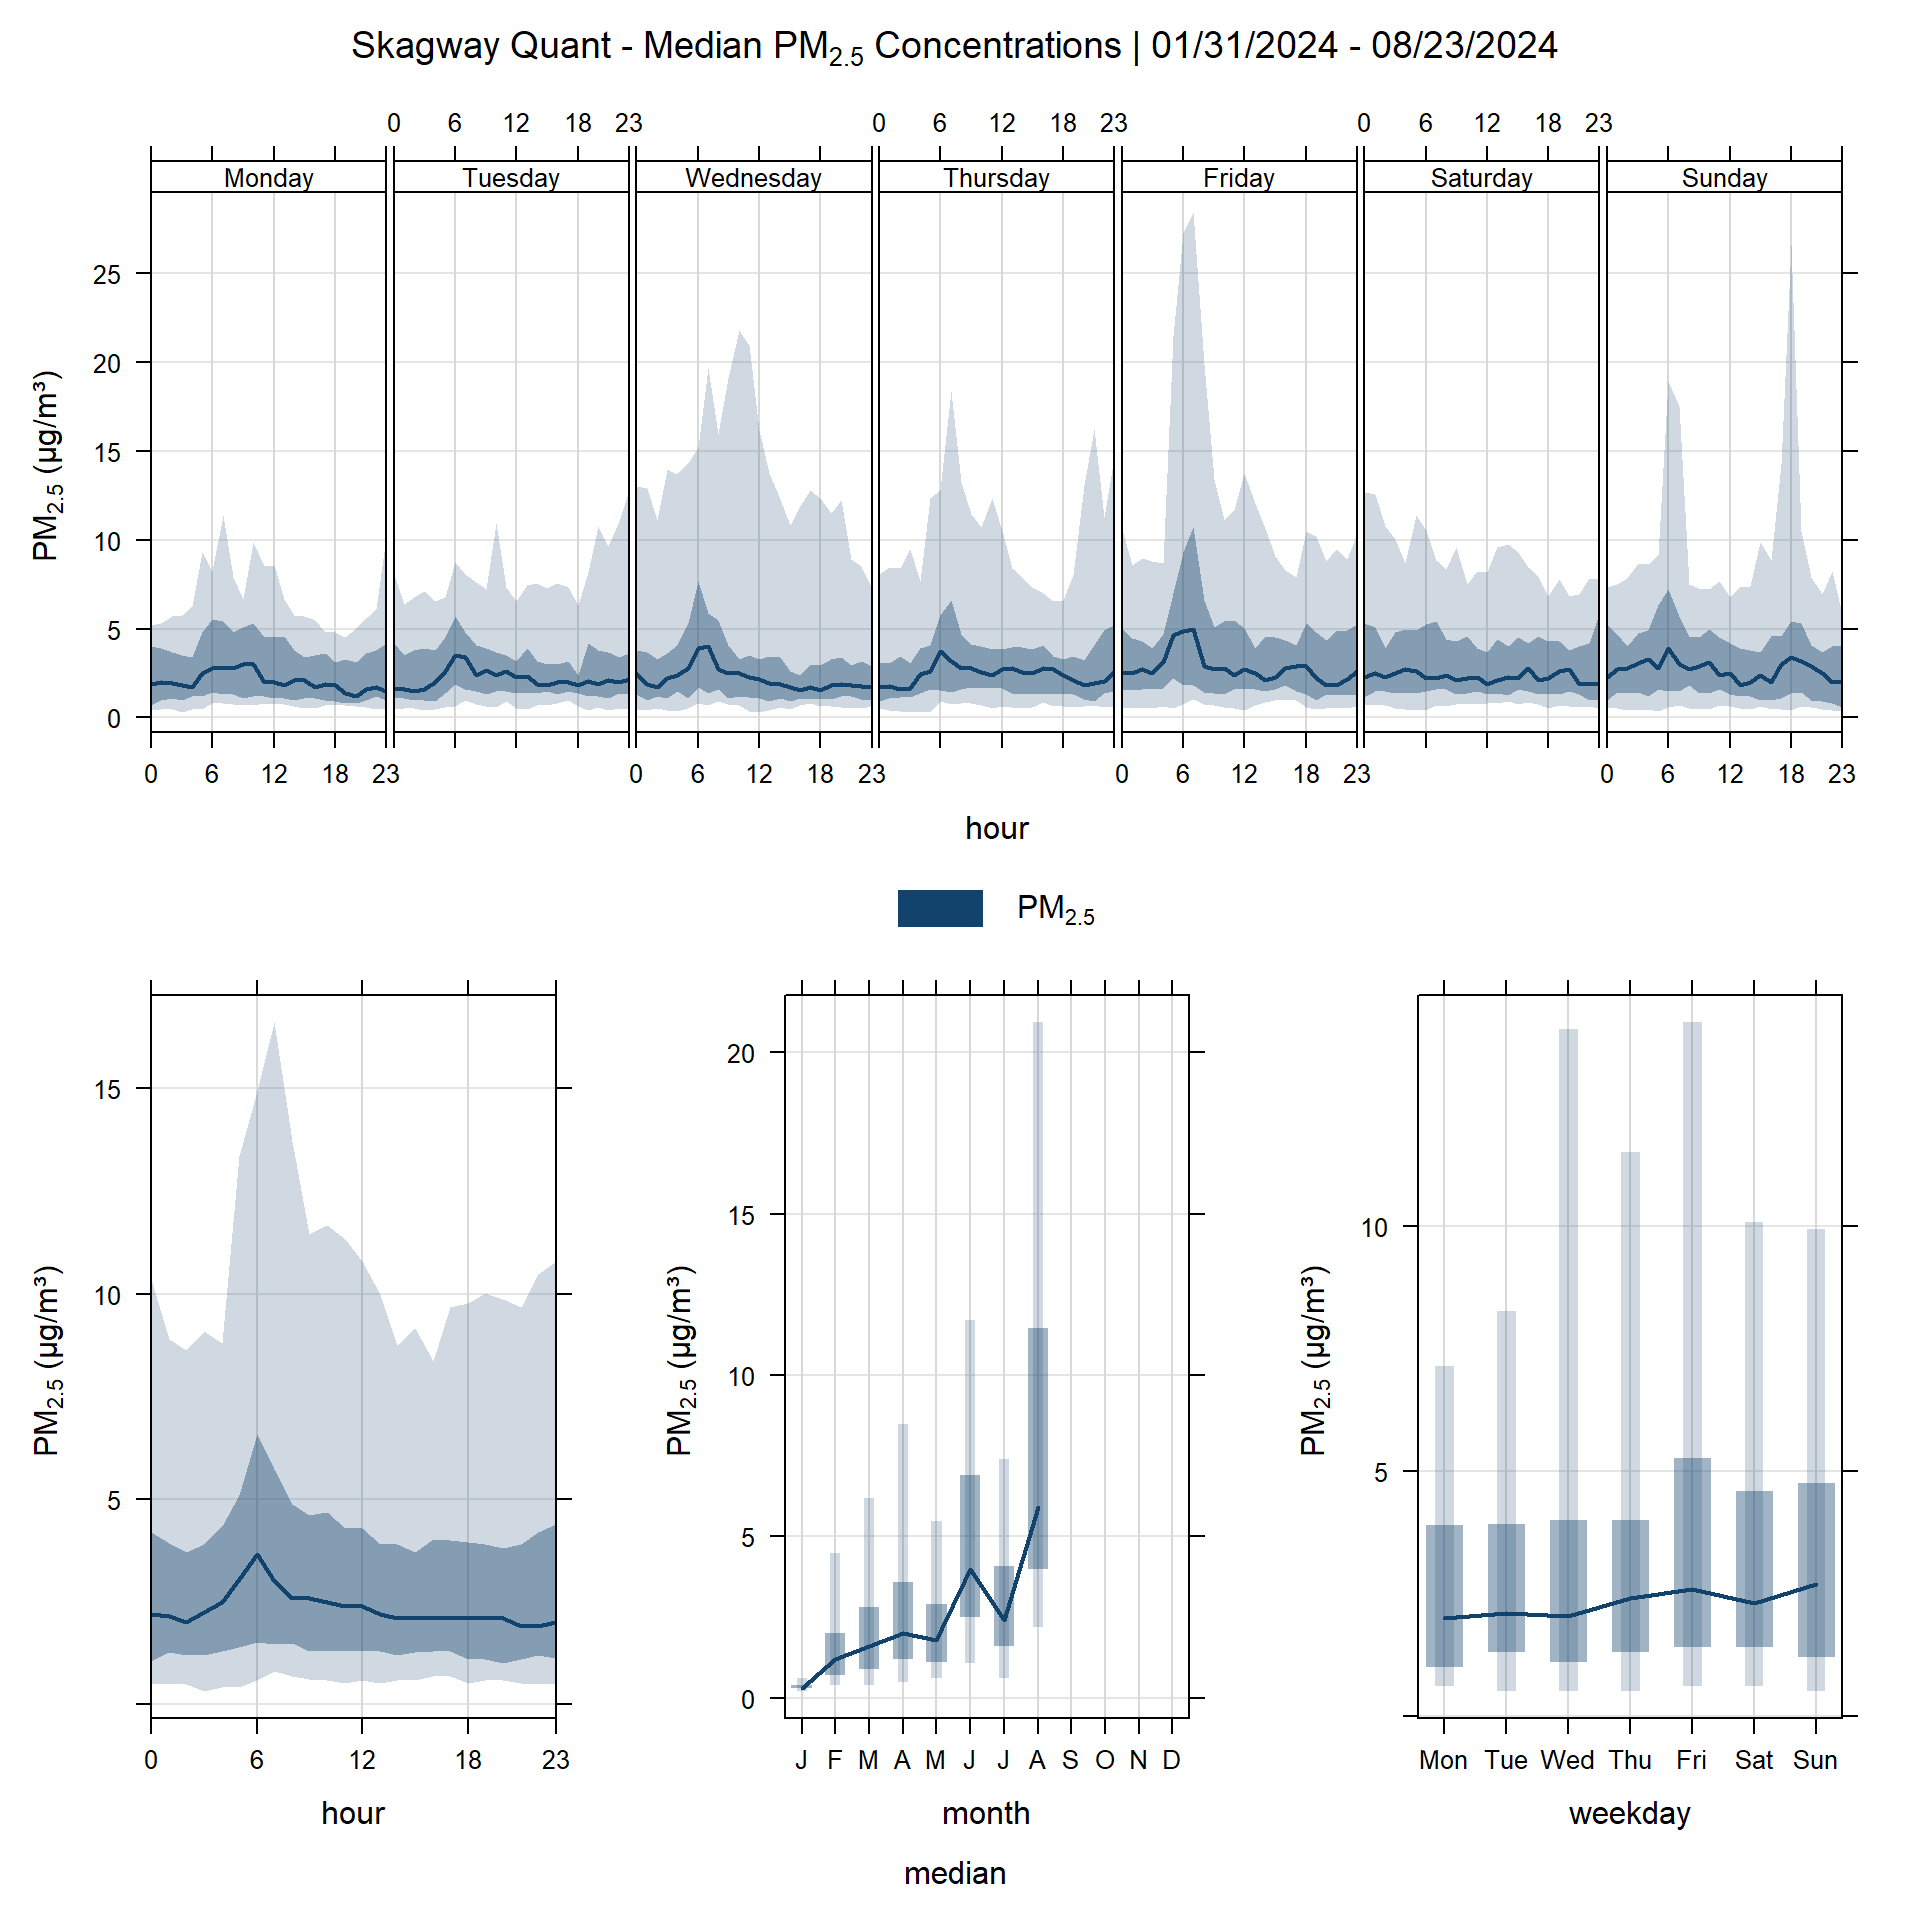 Skagway Quant - Median PM2.5 Concentrations | 01/31/2024 - 08/23/2024
0 6 12 18 23 0 6 12 18 23 0 6 12 18 23
Monday Tuesday Wednesday Thursday Friday Saturday Sunday
PM2.5 (µg/m³)
25
20
15
10
5
0
0 6 12 18 23 0 6 12 18 23 0 6 12 18 23 0 6 12 18 23
hour
PM2.5
PM2.5 (µg/m³)
15
10
5
0 6 12 18 23
hour
PM2.5 (µg/m³)
20
15
10
5
0
J F M A M J J A S O N D
month
PM2.5 (µg/m³)
10
5
Mon Tue Wed Thu Fri Sat Sun
weekday
median